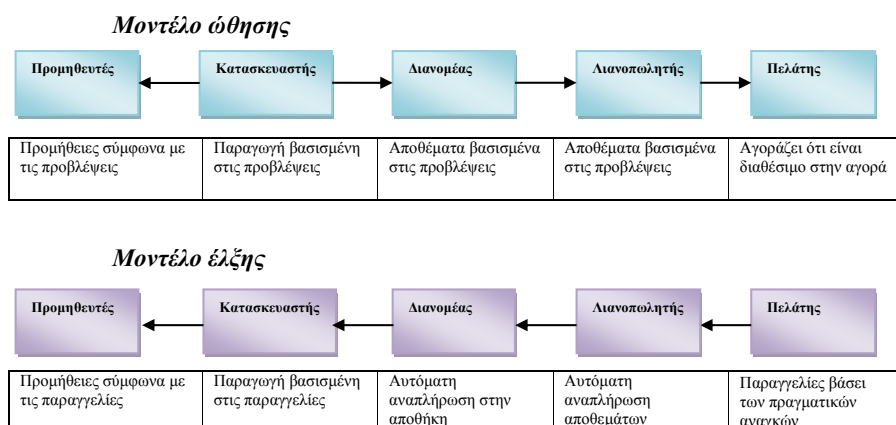 Μοντέλο ώθησης
Προμηθευτές
Κατασκευαστής
Διανομέας
Λιανοπωλητής
Πελάτης
Προμήθειες σύμφωνα με
τις προβλέψεις
Παραγωγή βασισμένη
στις προβλέψεις
Αποθέματα βασισμένα
στις προβλέψεις
Αποθέματα βασισμένα
στις προβλέψεις
Αγοράζει ότι είναι
διαθέσιμο στην αγορά
Μοντέλο έλξης
Προμηθευτές
Κατασκευαστής
Διανομέας
Λιανοπωλητής
Πελάτης
Προμήθειες σύμφωνα με
τις παραγγελίες
Παραγωγή βασισμένη
στις παραγγελίες
Αυτόματη
αναπλήρωση στην
αποθήκη
Αυτόματη
αναπλήρωση
αποθεμάτων
Παραγγελίες βάσει
των πραγματικών
αναγκών